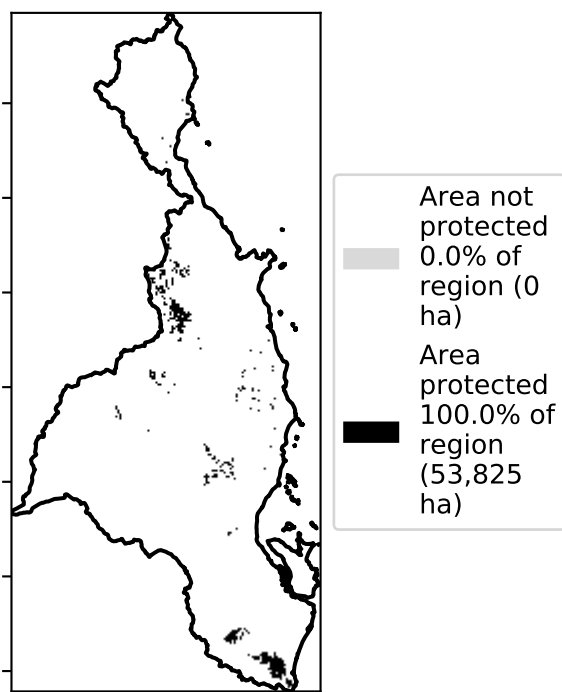 Area not
protected
0.0% of
region (0
ha)
Area
protected
100.0% of
region
(53,825
ha)